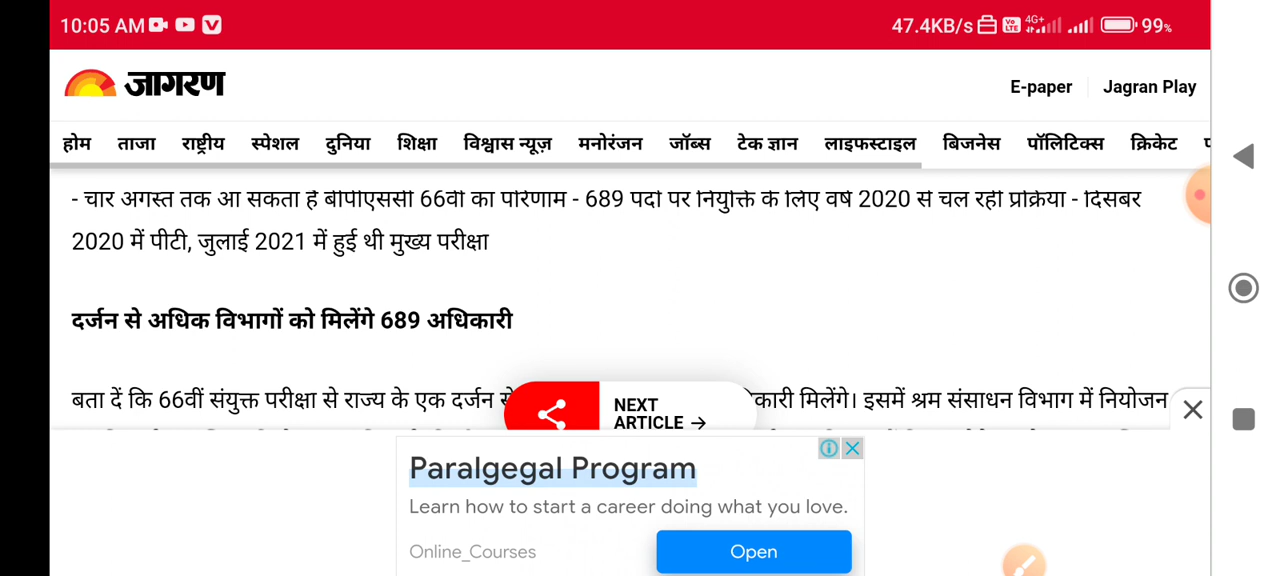 10:05 AM 47.4KB/s Vo LTE 4G+ 99%
जागरण E-paper Jagran Play
होम ताजा राष्ट्रीय स्पेशल दुनिया शिक्षा विश्वास न्यूज़ मनोरंजन जॉब्स टेक ज्ञान लाइफस्टाइल बिजनेस पॉलिटिक्स क्रिकेट
- चार अगस्त तक आ सकता है बीपीएससी 66वीं का परिणाम - 689 पदों पर नियुक्ति के लिए वर्ष 2020 से चल रही प्रक्रिया - दिसंबर
2020 में पीटी, जुलाई 2021 में हुई थी मुख्य परीक्षा
दर्जन से अधिक विभागों को मिलेंगे 689 अधिकारी
बता दें कि 66वीं संयुक्त परीक्षा से राज्य के एक दर्जन मिलेंगे। इसमें श्रम संसाधन विभाग में नियोजन
NEXT
ARTICLE →
Paralgegal Program
Learn how to start a career doing what you love.
Online_Courses Open